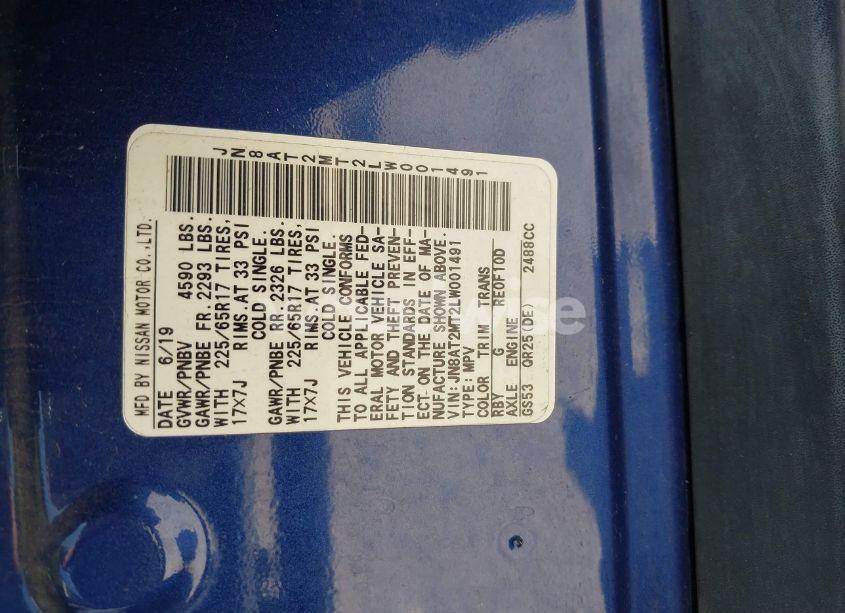 MFD BY NISSAN MOTOR CO.,LTD.
DATE 6/19
GVWR/PNBV 4590 LBS.
GAWR/PNBE FR. 2293 LBS.
WITH 225/65R17 TIRES,
17X7J RIMS.AT 33 PSI
COLD SINGLE.
GAWR/PNBE RR. 2326 LBS.
WITH 225/65R17 TIRES,
17X7J RIMS.AT 33 PSI
COLD SINGLE.
THIS VEHICLE CONFORMS
TO ALL APPLICABLE FED-
ERAL MOTOR VEHICLE SA-
FETY AND THEFT PREVEN-
TION STANDARDS IN EFF-
ECT ON THE DATE OF MA-
NUFACTURE SHOWN ABOVE.
VIN:JN8AT2MT2LW001491
TYPE: MPV
COLOR TRIM TRANS
RBY G RE0F10D
AXLE ENGINE
GS53 QR25(DE) 2488CC
JN8AT2MT2LW001491